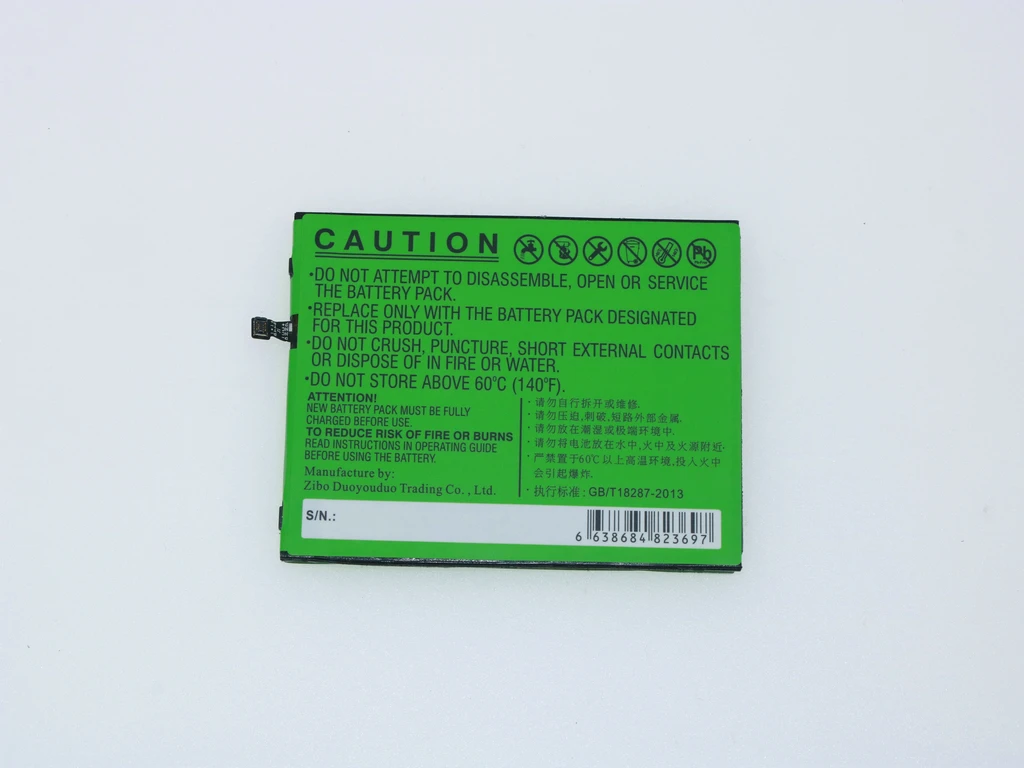 CAUTION
Pb
·DO NOT ATTEMPT TO DISASSEMBLE, OPEN OR SERVICE
THE BATTERY PACK.
·REPLACE ONLY WITH THE BATTERY PACK DESIGNATED
FOR THIS PRODUCT.
·DO NOT CRUSH, PUNCTURE, SHORT EXTERNAL CONTACTS
OR DISPOSE OF IN FIRE OR WATER.
·DO NOT STORE ABOVE 60°C (140°F).
ATTENTION!
NEW BATTERY PACK MUST BE FULLY
CHARGED BEFORE USE.
TO REDUCE RISK OF FIRE OR BURNS
READ INSTRUCTIONS IN OPERATING GUIDE
BEFORE USING THE BATTERY.
Manufacture by:
Zibo Duoyouduo Trading Co. , Ltd.
·请勿自行拆开或维修.
·请勿压迫,刺破,短路外部金属.
·请勿放在潮湿或极端环境中.
·请勿将电池放在水中,火中及火源附近.
·严禁置于60℃以上高温环境,投入火中
会引起爆炸.
·执行标准: GB/T18287-2013
S/N.:
6 638684 823697